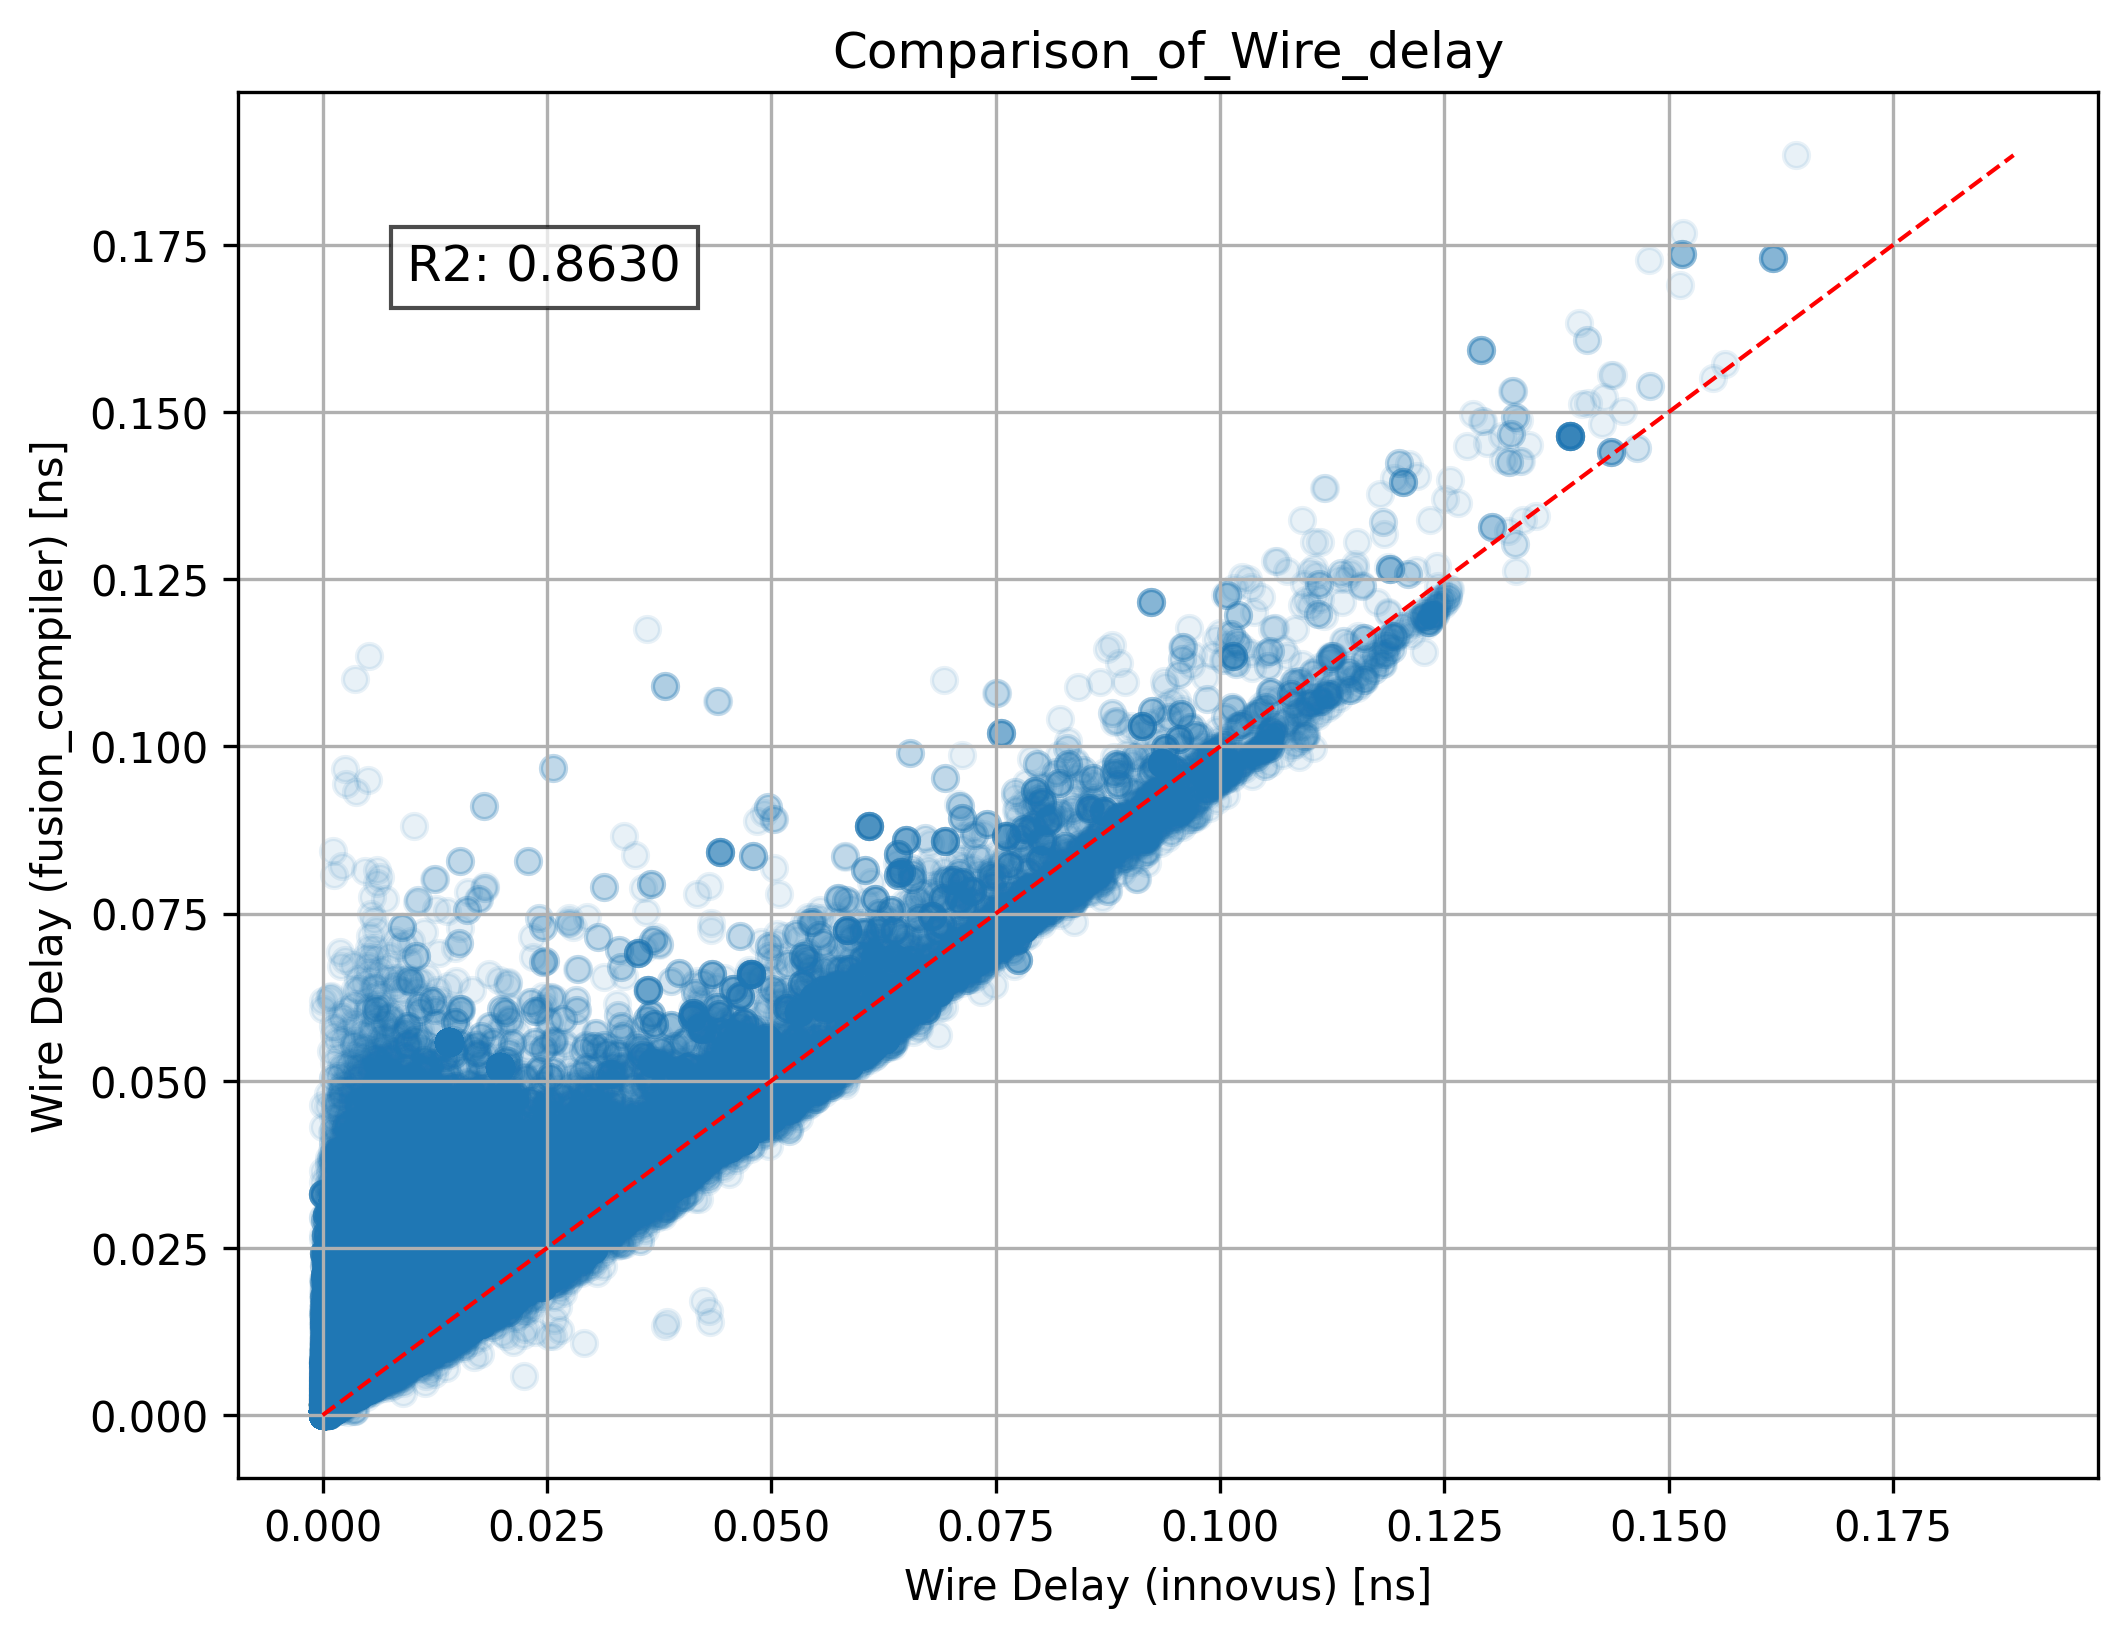 Comparison_of_Wire_delay
R2: 0.8630
Wire Delay (fusion_compiler) [ns]
0.175
0.150
0.125
0.100
0.075
0.050
0.025
0.000
0.000 0.025 0.050 0.075 0.100 0.125 0.150 0.175
Wire Delay (innovus) [ns]